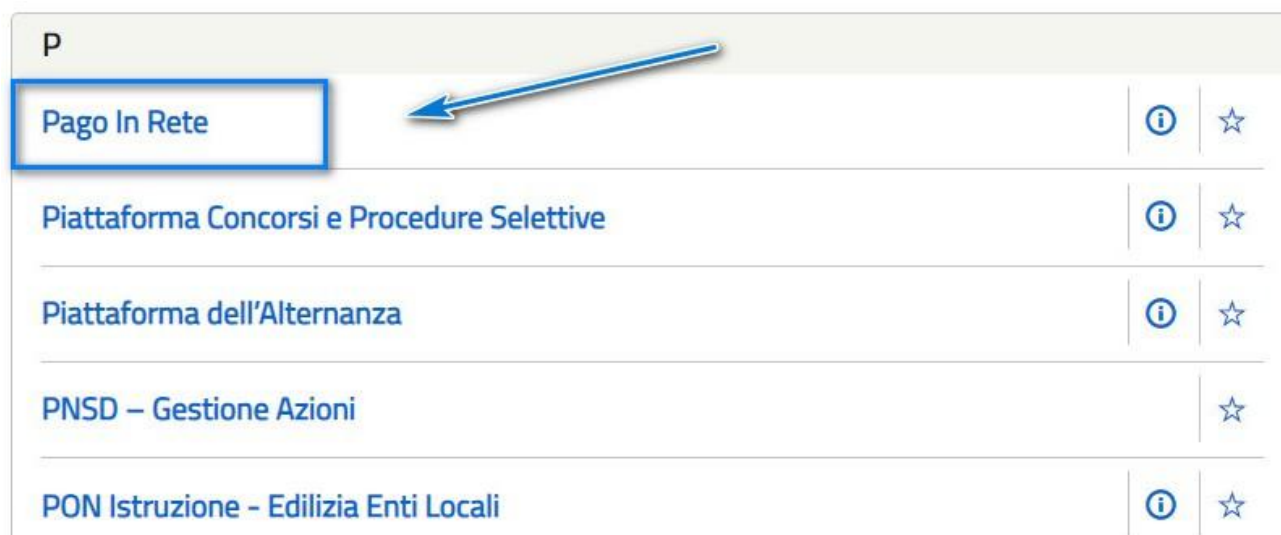 P
Pago In Rete
Piattaforma Concorsi e Procedure Selettive
Piattaforma dell’Alternanza
PNSD – Gestione Azioni
PON Istruzione - Edilizia Enti Locali